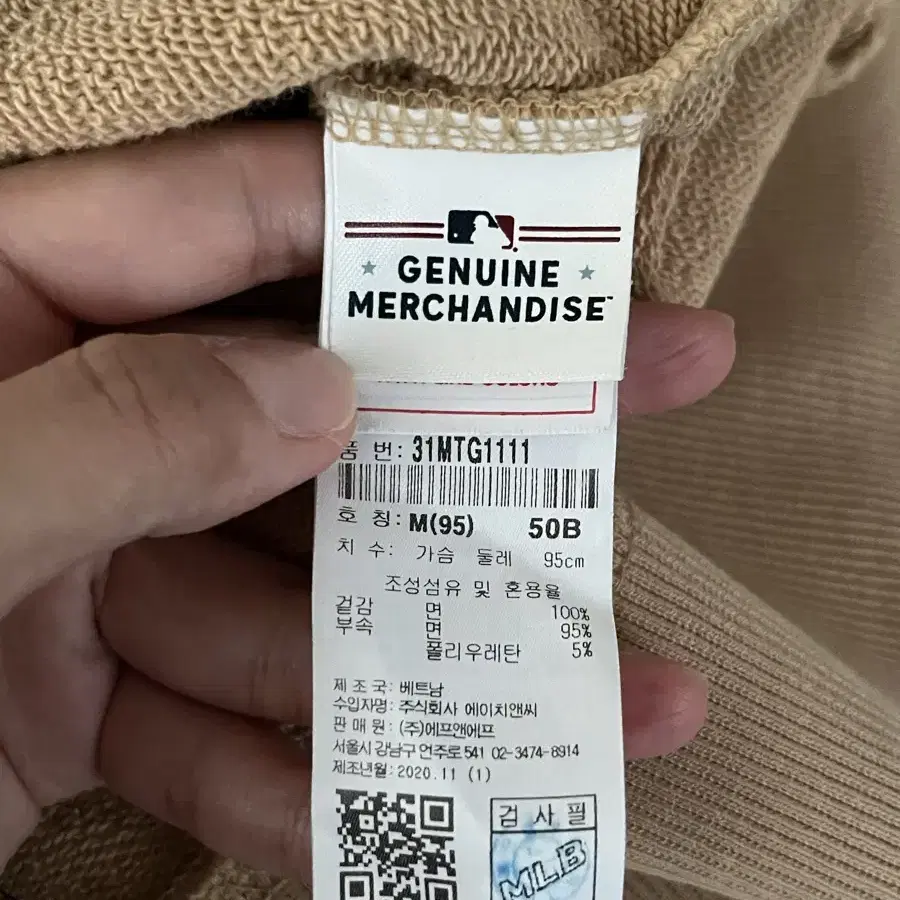 GENUINE
MERCHANDISE™
COLORS
품 번: 31MTG1111
호 칭: M(95) 50B
치 수: 가슴 둘레 95cm
조성섬유 및 혼용율
겉감 면 100%
부속 면 95%
폴리우레탄 5%
제 조 국: 베트남
수입자명: 주식회사 에이치앤씨
판 매 원: (주)에프앤에프
서울시 강남구 언주로 541 02-3474-8914
제조년월: 2020.11 (1)
검 사 필
MLB